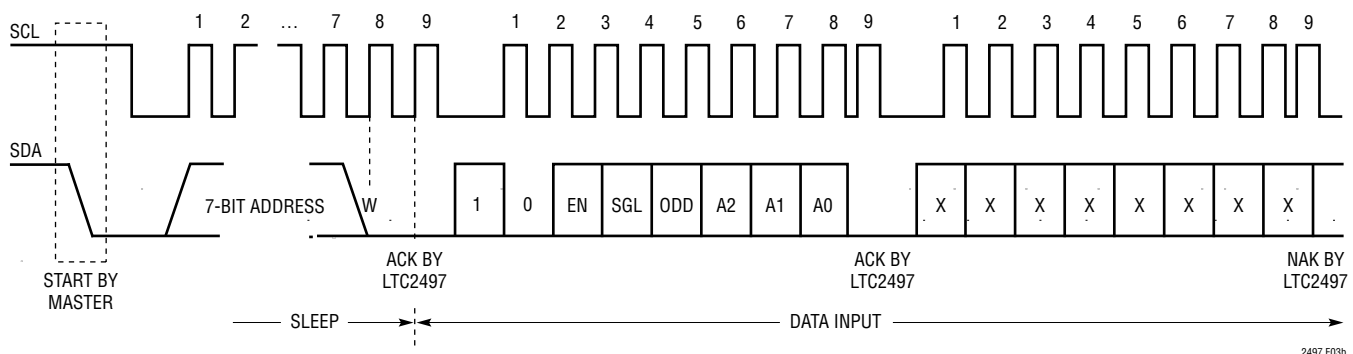 1 2 … 7 8 9 1 2 3 4 5 6 7 8 9 1 2 3 4 5 6 7 8 9
SCL
SDA
7-BIT ADDRESS W 1 0 EN SGL ODD A2 A1 A0 X X X X X X X X
START BY
MASTER
ACK BY
LTC2497
ACK BY
LTC2497
NAK BY
LTC2497
SLEEP DATA INPUT
2497 F03b